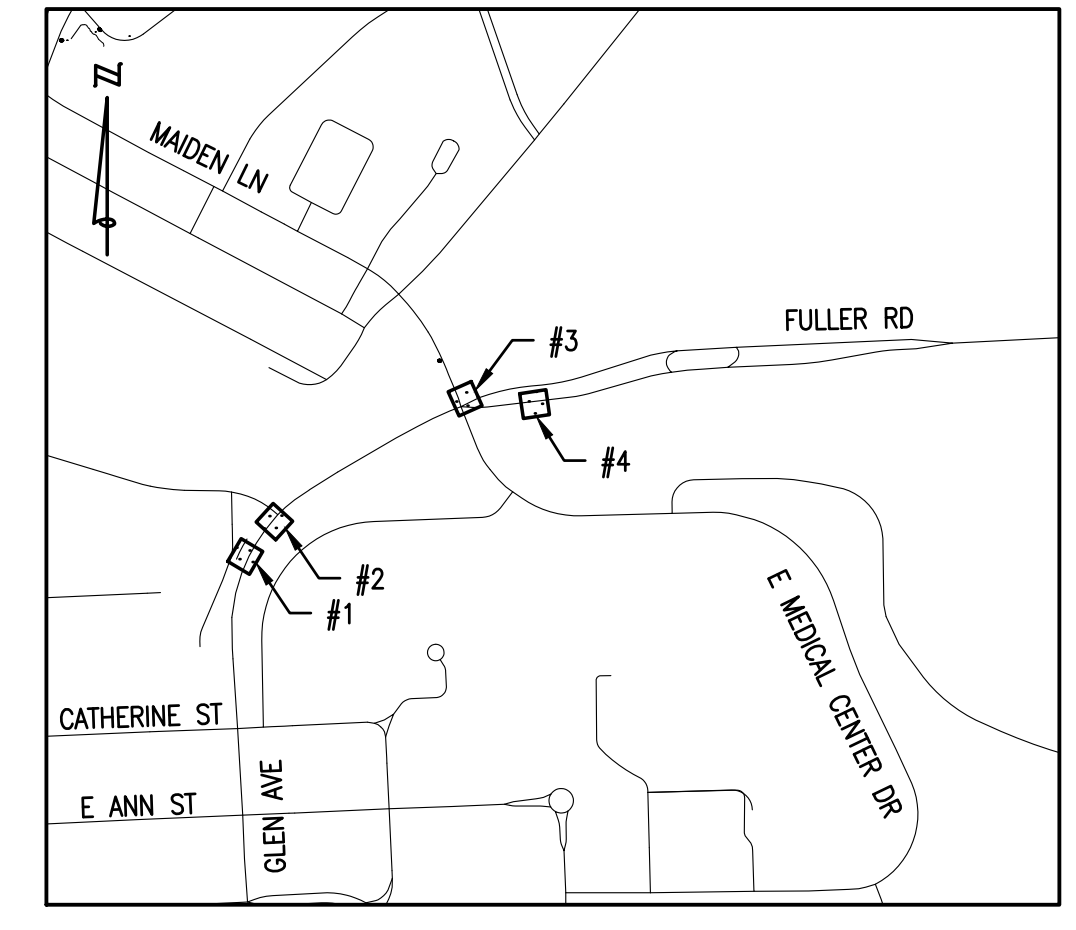 N
MAIDEN LN
FULLER RD
#3
#4
#2
#1
E MEDICAL CENTER DR
CATHERINE ST
E ANN ST
GLEN AVE